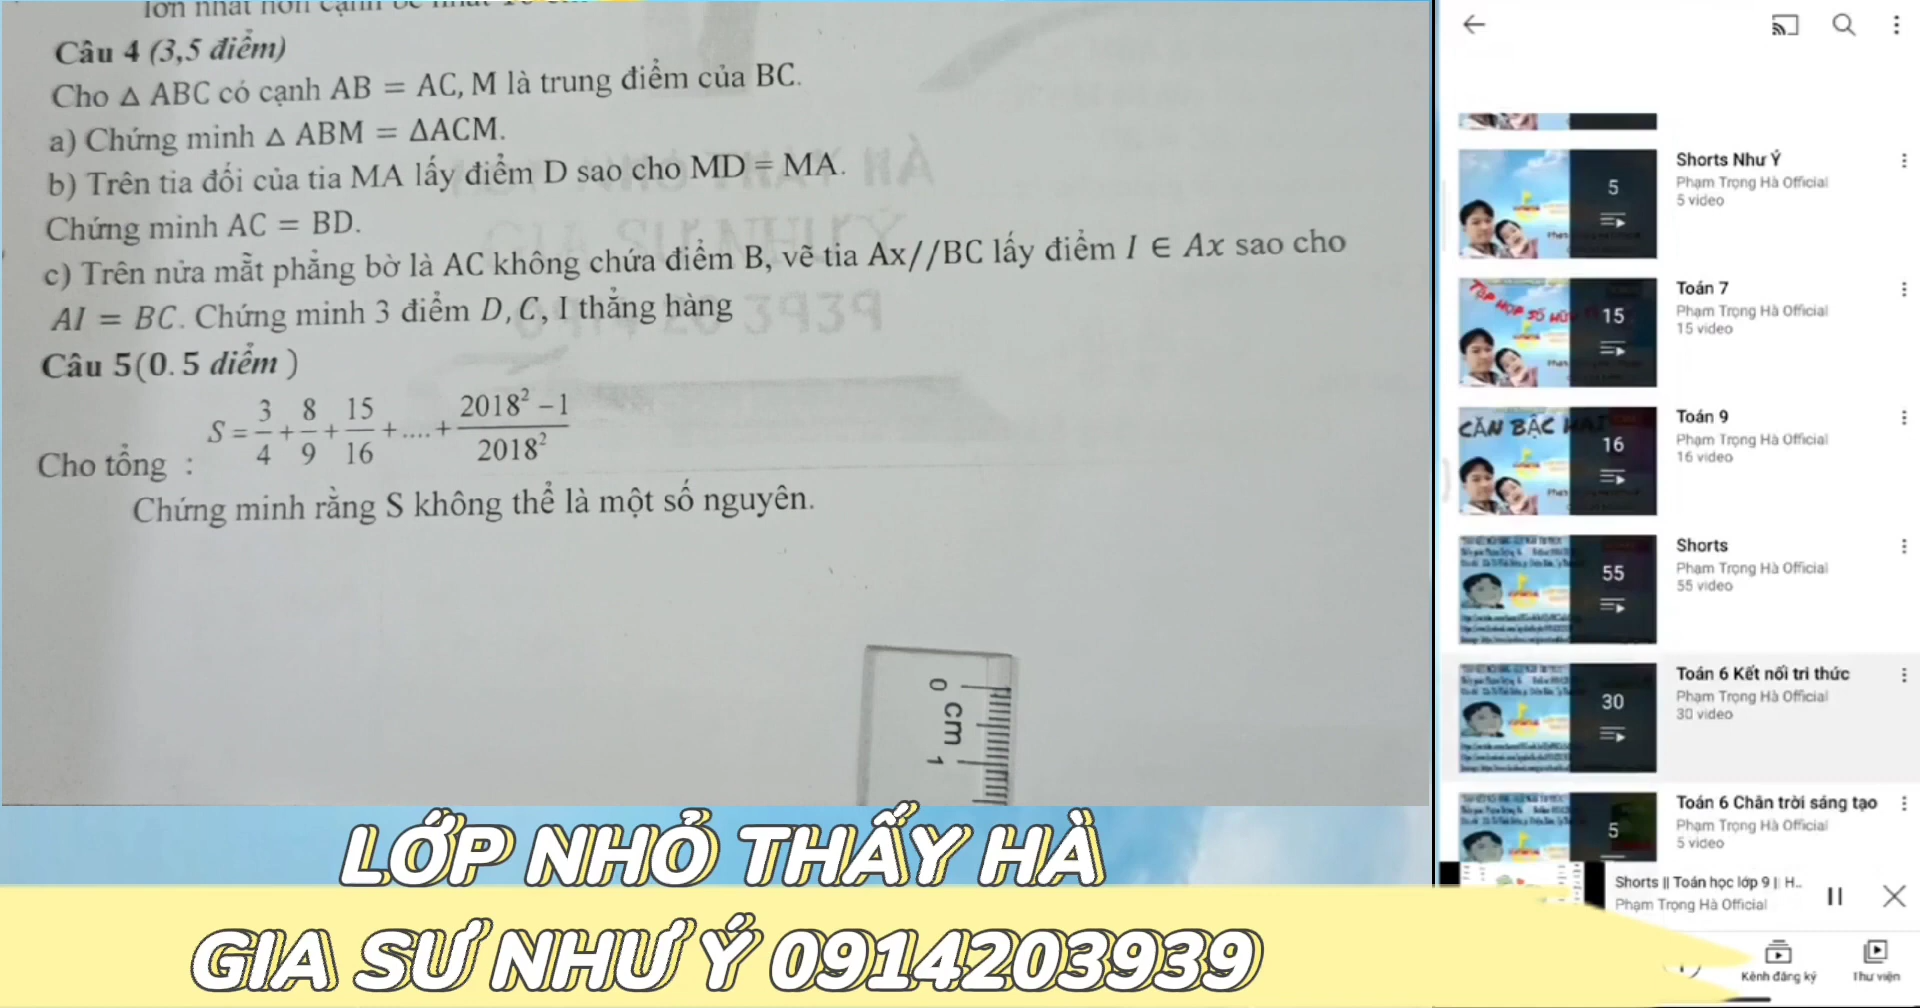 Câu 4 (3,5 điểm)
Cho △ ABC có cạnh AB = AC, M là trung điểm của BC.
a) Chứng minh △ ABM = ΔACM.
b) Trên tia đối của tia MA lấy điểm D sao cho MD = MA.
Chứng minh AC = BD.
c) Trên nửa mặt phẳng bờ là AC không chứa điểm B, vẽ tia Ax//BC lấy điểm I ∈ Ax sao cho
AI = BC. Chứng minh 3 điểm D, C, I thẳng hàng
Câu 5(0.5 điểm )
Cho tổng : S = 3/4 + 8/9 + 15/16 + .... + (2018² – 1)/2018²
Chứng minh rằng S không thể là một số nguyên.
0 cm 1
LỚP NHỎ THẤY HÀ
GIA SƯ NHƯ Ý 0914203939
5
Shorts Như Ý
Phạm Trọng Hà Official
5 video
TẬP HỢP SỐ HỮU
15
Toán 7
Phạm Trọng Hà Official
15 video
CĂN BẬC HAI
16
Toán 9
Phạm Trọng Hà Official
16 video
55
Shorts
Phạm Trọng Hà Official
55 video
30
Toán 6 Kết nối tri thức
Phạm Trọng Hà Official
30 video
5
Toán 6 Chân trời sáng tạo
Phạm Trọng Hà Official
5 video
Shorts || Toán học lớp 9 || H...
Phạm Trọng Hà Official
Kênh đăng ký
Thư viện